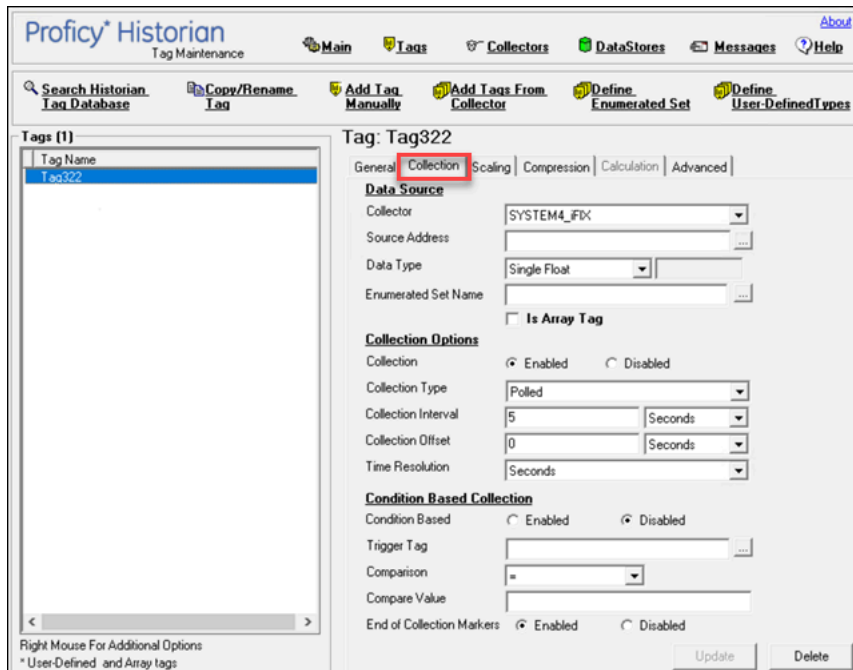 About
Proficy* Historian
Tag Maintenance
Main Tags Collectors DataStores Messages Help
Search Historian Tag Database
Copy/Rename Tag
Add Tag Manually
Add Tags From Collector
Define Enumerated Set
Define User-DefinedTypes
Tags (1)
Tag Name
Tag322
Right Mouse For Additional Options
* User-Defined and Array tags
Tag: Tag322
General Collection Scaling Compression Calculation Advanced
Data Source
Collector SYSTEM4_iFIX
Source Address ...
Data Type Single Float
Enumerated Set Name ...
Is Array Tag
Collection Options
Collection Enabled Disabled
Collection Type Polled
Collection Interval 5 Seconds
Collection Offset 0 Seconds
Time Resolution Seconds
Condition Based Collection
Condition Based Enabled Disabled
Trigger Tag ...
Comparison =
Compare Value
End of Collection Markers Enabled Disabled
Update Delete